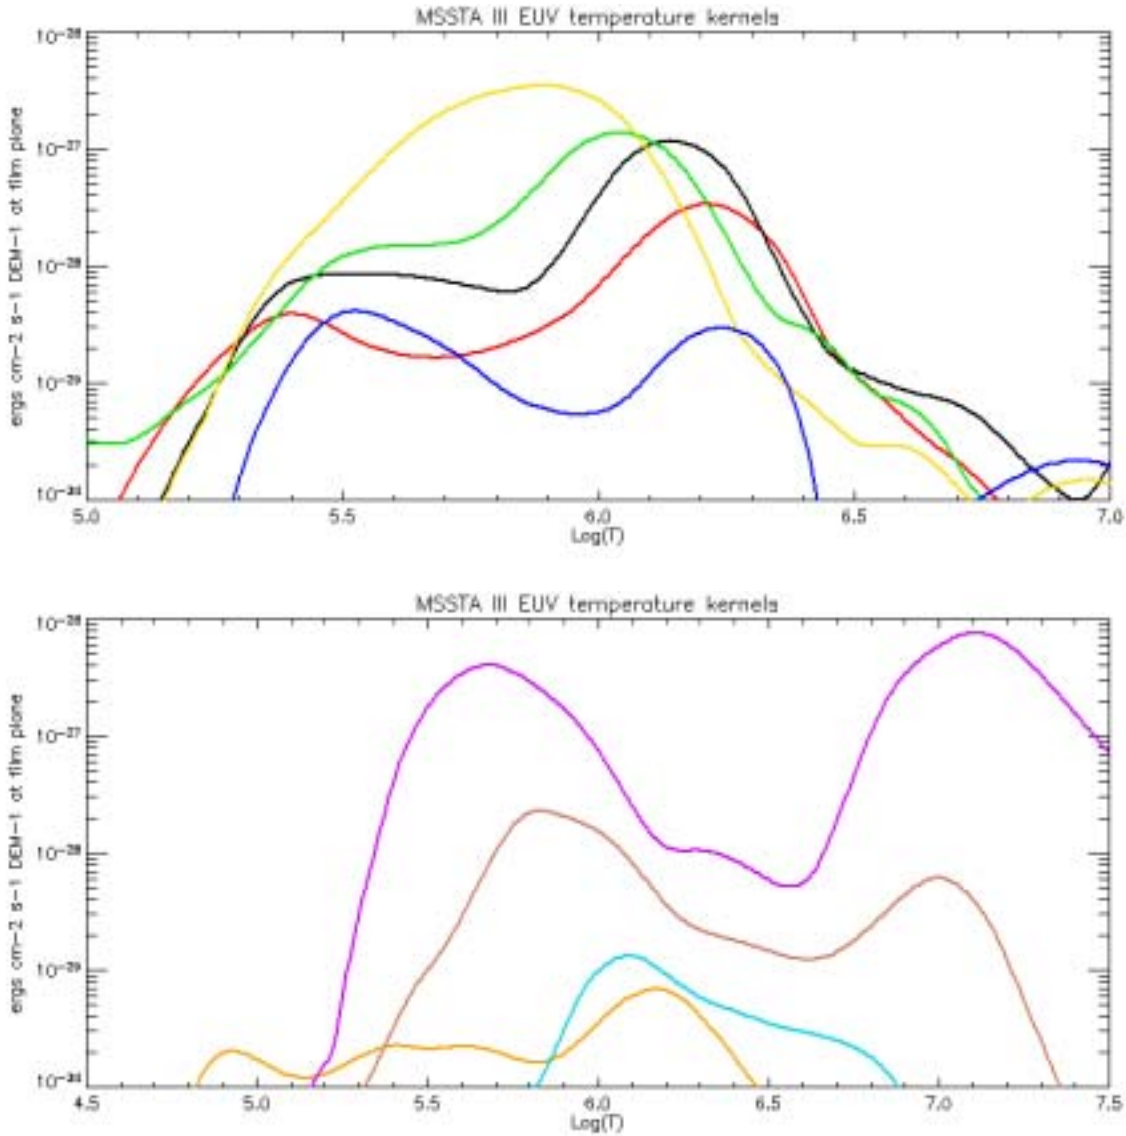 MSSTA III EUV temperature kernels
10⁻²⁶
10⁻²⁷
10⁻²⁸
10⁻²⁹
10⁻³⁰
ergs cm-2 s-1 DEM-1 at film plane
5.0 5.5 6.0 6.5 7.0
Log(T)
MSSTA III EUV temperature kernels
10⁻²⁶
10⁻²⁷
10⁻²⁸
10⁻²⁹
10⁻³⁰
ergs cm-2 s-1 DEM-1 at film plane
4.5 5.0 5.5 6.0 6.5 7.0 7.5
Log(T)